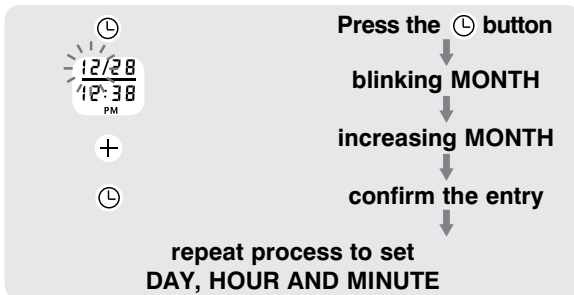 Press the button
12/28
12:38
PM
blinking MONTH
+
increasing MONTH
confirm the entry
repeat process to set
DAY, HOUR AND MINUTE